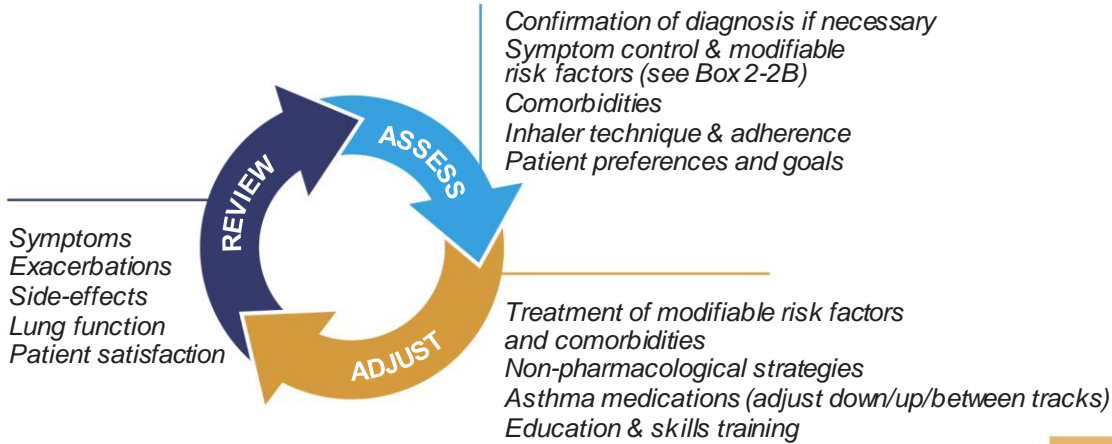 Confirmation of diagnosis if necessary
Symptom control & modifiable
risk factors (see Box 2-2B)
Comorbidities
Inhaler technique & adherence
Patient preferences and goals
ASSESS
REVIEW
Symptoms
Exacerbations
Side-effects
Lung function
Patient satisfaction
ADJUST
Treatment of modifiable risk factors
and comorbidities
Non-pharmacological strategies
Asthma medications (adjust down/up/between tracks)
Education & skills training